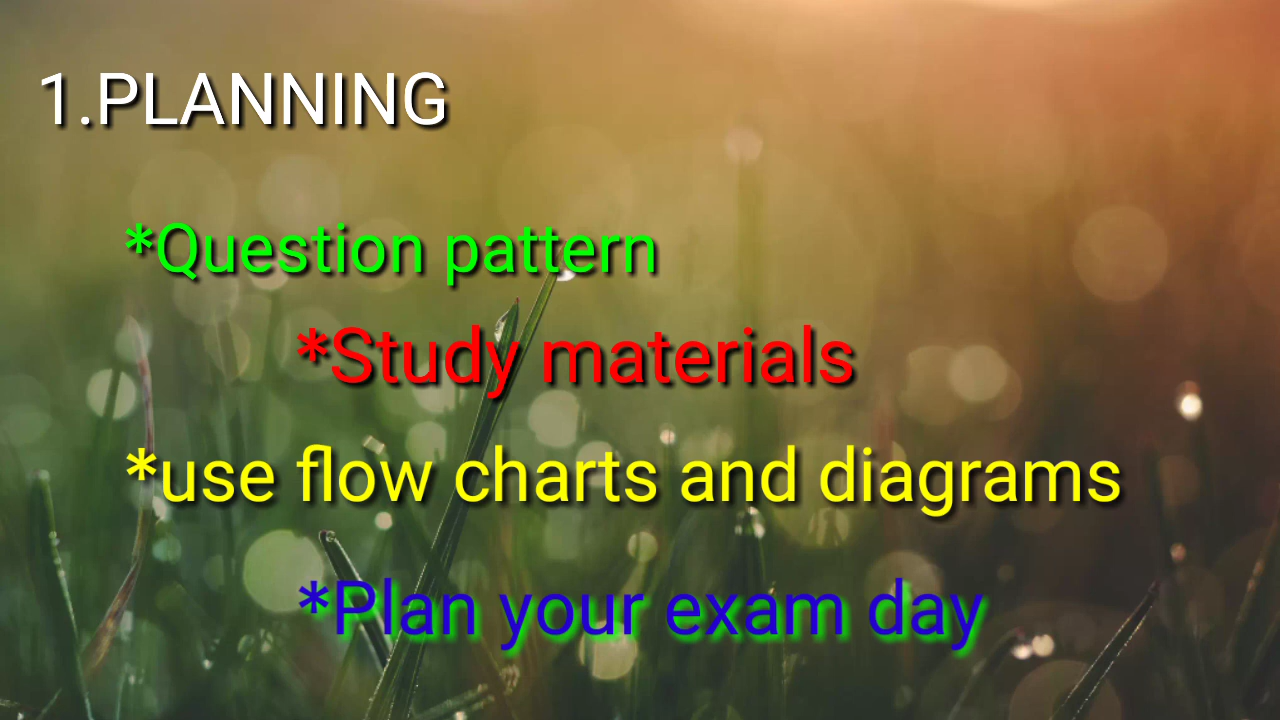 1.PLANNING
*Question pattern
*Study materials
*use flow charts and diagrams
*Plan your exam day